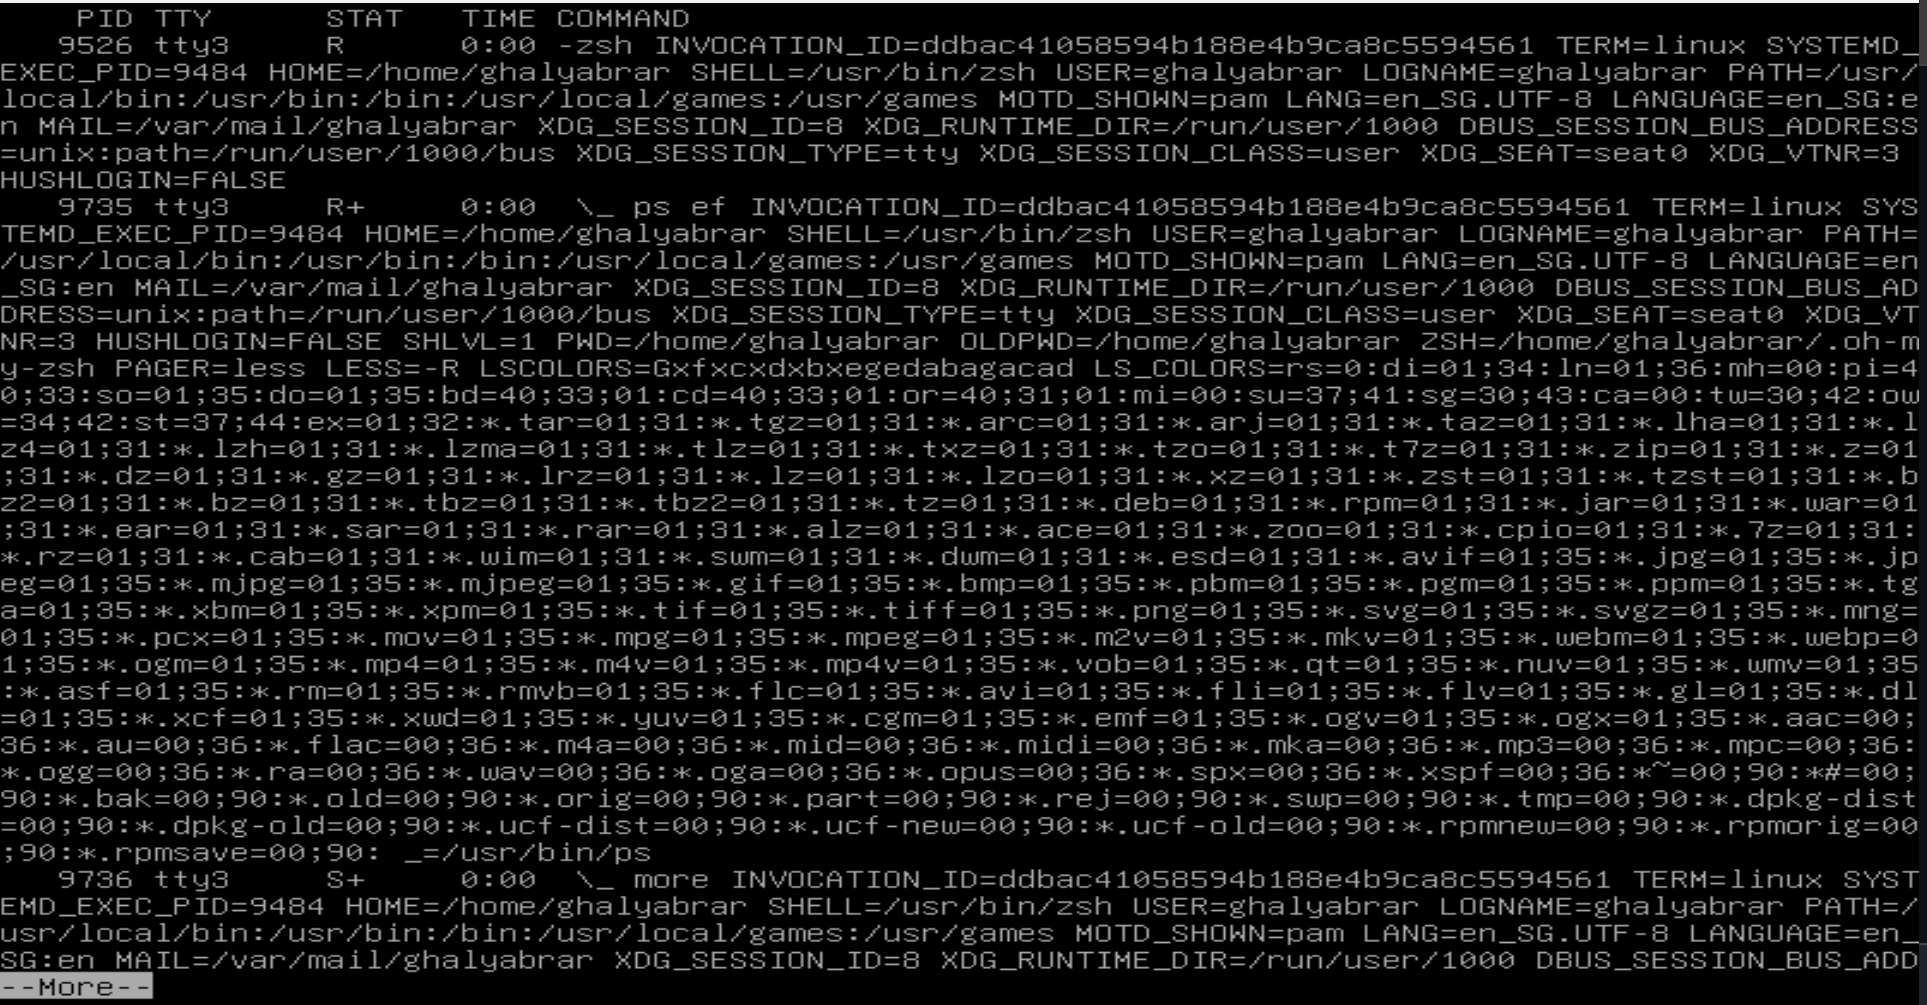 PID TTY      STAT   TIME COMMAND
9526 tty3     R      0:00 -zsh INVOCATION_ID=ddbac41058594b188e4b9ca8c5594561 TERM=linux SYSTEMD_
EXEC_PID=9484 HOME=/home/ghalyabrar SHELL=/usr/bin/zsh USER=ghalyabrar LOGNAME=ghalyabrar PATH=/usr/
local/bin:/usr/bin:/bin:/usr/local/games:/usr/games MOTD_SHOWN=pam LANG=en_SG.UTF-8 LANGUAGE=en_SG:e
n MAIL=/var/mail/ghalyabrar XDG_SESSION_ID=8 XDG_RUNTIME_DIR=/run/user/1000 DBUS_SESSION_BUS_ADDRESS
=unix:path=/run/user/1000/bus XDG_SESSION_TYPE=tty XDG_SESSION_CLASS=user XDG_SEAT=seat0 XDG_VTNR=3
HUSHLOGIN=FALSE
9735 tty3     R+     0:00  \_ ps ef INVOCATION_ID=ddbac41058594b188e4b9ca8c5594561 TERM=linux SYS
TEMD_EXEC_PID=9484 HOME=/home/ghalyabrar SHELL=/usr/bin/zsh USER=ghalyabrar LOGNAME=ghalyabrar PATH=
/usr/local/bin:/usr/bin:/bin:/usr/local/games:/usr/games MOTD_SHOWN=pam LANG=en_SG.UTF-8 LANGUAGE=en
_SG:en MAIL=/var/mail/ghalyabrar XDG_SESSION_ID=8 XDG_RUNTIME_DIR=/run/user/1000 DBUS_SESSION_BUS_AD
DRESS=unix:path=/run/user/1000/bus XDG_SESSION_TYPE=tty XDG_SESSION_CLASS=user XDG_SEAT=seat0 XDG_VT
NR=3 HUSHLOGIN=FALSE SHLVL=1 PWD=/home/ghalyabrar OLDPWD=/home/ghalyabrar ZSH=/home/ghalyabrar/.oh-m
y-zsh PAGER=less LESS=-R LSCOLORS=Gxfxcxdxbxegedabagacad LS_COLORS=rs=0:di=01;34:ln=01;36:mh=00:pi=4
0;33:so=01;35:do=01;35:bd=40;33;01:cd=40;33;01:or=40;31;01:mi=00:su=37;41:sg=30;43:ca=00:tw=30;42:ow
=34;42:st=37;44:ex=01;32:*.tar=01;31:*.tgz=01;31:*.arc=01;31:*.arj=01;31:*.taz=01;31:*.lha=01;31:*.l
z4=01;31:*.lzh=01;31:*.lzma=01;31:*.tlz=01;31:*.txz=01;31:*.tzo=01;31:*.t7z=01;31:*.zip=01;31:*.z=01
;31:*.dz=01;31:*.gz=01;31:*.lrz=01;31:*.lz=01;31:*.lzo=01;31:*.xz=01;31:*.zst=01;31:*.tzst=01;31:*.b
z2=01;31:*.bz=01;31:*.tbz=01;31:*.tbz2=01;31:*.tz=01;31:*.deb=01;31:*.rpm=01;31:*.jar=01;31:*.war=01
;31:*.ear=01;31:*.sar=01;31:*.rar=01;31:*.alz=01;31:*.ace=01;31:*.zoo=01;31:*.cpio=01;31:*.7z=01;31:
*.rz=01;31:*.cab=01;31:*.wim=01;31:*.swm=01;31:*.dwm=01;31:*.esd=01;31:*.avif=01;35:*.jpg=01;35:*.jp
eg=01;35:*.mjpg=01;35:*.mjpeg=01;35:*.gif=01;35:*.bmp=01;35:*.pbm=01;35:*.pgm=01;35:*.ppm=01;35:*.tg
a=01;35:*.xbm=01;35:*.xpm=01;35:*.tif=01;35:*.tiff=01;35:*.png=01;35:*.svg=01;35:*.svgz=01;35:*.mng=
01;35:*.pcx=01;35:*.mov=01;35:*.mpg=01;35:*.mpeg=01;35:*.m2v=01;35:*.mkv=01;35:*.webm=01;35:*.webp=0
1;35:*.ogm=01;35:*.mp4=01;35:*.m4v=01;35:*.mp4v=01;35:*.vob=01;35:*.qt=01;35:*.nuv=01;35:*.wmv=01;35
:*.asf=01;35:*.rm=01;35:*.rmvb=01;35:*.flc=01;35:*.avi=01;35:*.fli=01;35:*.flv=01;35:*.gl=01;35:*.dl
=01;35:*.xcf=01;35:*.xwd=01;35:*.yuv=01;35:*.cgm=01;35:*.emf=01;35:*.ogv=01;35:*.ogx=01;35:*.aac=00;
36:*.au=00;36:*.flac=00;36:*.m4a=00;36:*.mid=00;36:*.midi=00;36:*.mka=00;36:*.mp3=00;36:*.mpc=00;36:
*.ogg=00;36:*.ra=00;36:*.wav=00;36:*.oga=00;36:*.opus=00;36:*.spx=00;36:*.xspf=00;36:*~=00;90:*#=00;
90:*.bak=00;90:*.old=00;90:*.orig=00;90:*.part=00;90:*.rej=00;90:*.swp=00;90:*.tmp=00;90:*.dpkg-dist
=00;90:*.dpkg-old=00;90:*.ucf-dist=00;90:*.ucf-new=00;90:*.ucf-old=00;90:*.rpmnew=00;90:*.rpmorig=00
;90:*.rpmsave=00;90: _=/usr/bin/ps
9736 tty3     S+     0:00  \_ more INVOCATION_ID=ddbac41058594b188e4b9ca8c5594561 TERM=linux SYST
EMD_EXEC_PID=9484 HOME=/home/ghalyabrar SHELL=/usr/bin/zsh USER=ghalyabrar LOGNAME=ghalyabrar PATH=/
usr/local/bin:/usr/bin:/bin:/usr/local/games:/usr/games MOTD_SHOWN=pam LANG=en_SG.UTF-8 LANGUAGE=en_
SG:en MAIL=/var/mail/ghalyabrar XDG_SESSION_ID=8 XDG_RUNTIME_DIR=/run/user/1000 DBUS_SESSION_BUS_ADD
--More--